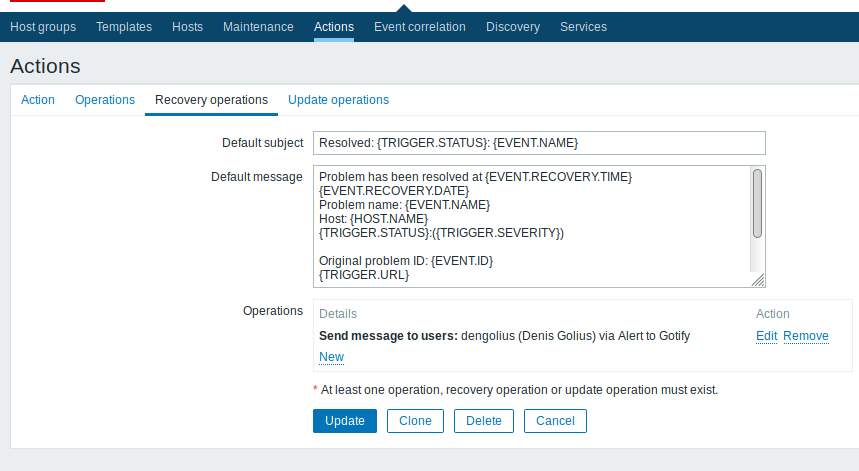 Host groups Templates Hosts Maintenance Actions Event correlation Discovery Services
Actions
Action Operations Recovery operations Update operations
Default subject Resolved: {TRIGGER.STATUS}: {EVENT.NAME}
Default message Problem has been resolved at {EVENT.RECOVERY.TIME}
{EVENT.RECOVERY.DATE}
Problem name: {EVENT.NAME}
Host: {HOST.NAME}
{TRIGGER.STATUS}:({TRIGGER.SEVERITY})
Original problem ID: {EVENT.ID}
{TRIGGER.URL}
Operations Details Action
Send message to users: dengolius (Denis Golius) via Alert to Gotify Edit Remove
New
* At least one operation, recovery operation or update operation must exist.
Update Clone Delete Cancel